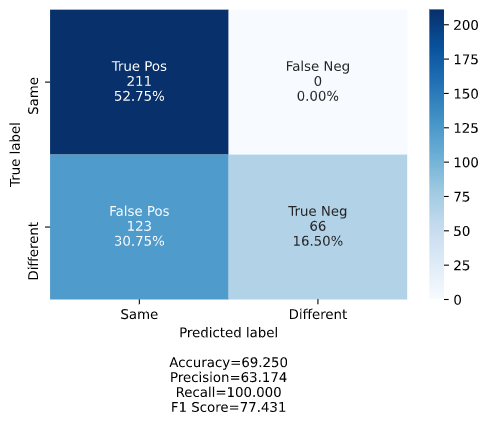 True Pos
211
52.75%
False Neg
0
0.00%
False Pos
123
30.75%
True Neg
66
16.50%
Same
Different
True label
Same
Different
Predicted label
Accuracy=69.250
Precision=63.174
Recall=100.000
F1 Score=77.431
200
175
150
125
100
75
50
25
0